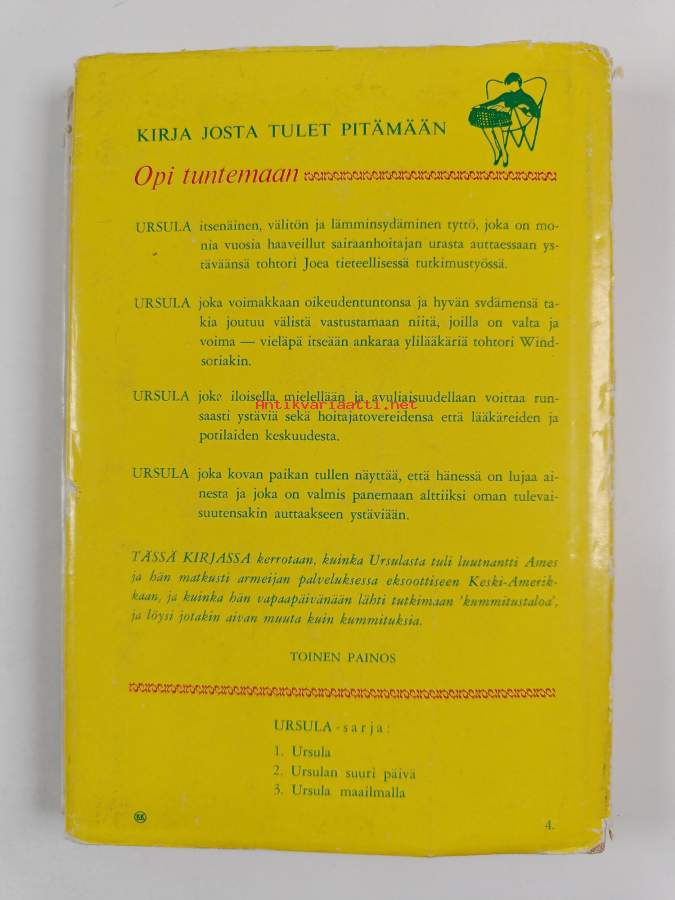 KIRJA JOSTA TULET PITÄMÄÄN
Opi tuntemaan
URSULA itsenäinen, välitön ja lämminsydäminen tyttö, joka on mo-
nia vuosia haaveillut sairaanhoitajan urasta auttaessaan ys-
täväänsä tohtori Joea tieteellisessä tutkimustyössä.
URSULA joka voimakkaan oikeudentuntonsa ja hyvän sydämensä ta-
kia joutuu välistä vastustamaan niitä, joilla on valta ja
voima — vieläpä itseään ankaraa ylilääkäriä tohtori Wind-
soriakin.
URSULA joka iloisella mielellään ja avuliaisuudellaan voittaa run-
Antikvariaatti.net
saasti ystäviä sekä hoitajatovereidensa että lääkäreiden ja
potilaiden keskuudesta.
URSULA joka kovan paikan tullen näyttää, että hänessä on lujaa ai-
nesta ja joka on valmis panemaan alttiiksi oman tulevai-
suutensakin auttaakseen ystäviään.
TÄSSÄ KIRJASSA kerrotaan, kuinka Ursulasta tuli luutnantti Ames
ja hän matkusti armeijan palveluksessa eksoottiseen Keski-Amerik-
kaan, ja kuinka hän vapaapäivänään lähti tutkimaan 'kummitustaloa',
ja löysi jotakin aivan muuta kuin kummituksia.
TOINEN PAINOS
URSULA-sarja:
1. Ursula
2. Ursulan suuri päivä
3. Ursula maailmalla
4.